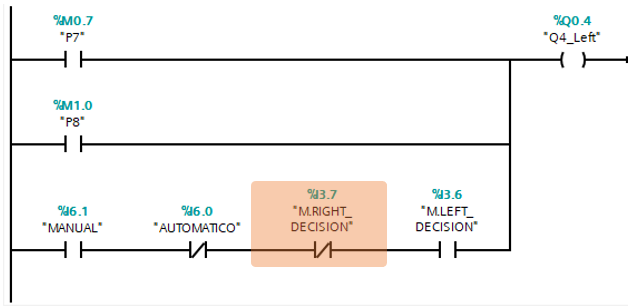 %M0.7
"P7"
%Q0.4
"Q4_Left"
%M1.0
"P8"
%I6.1
"MANUAL"
%I6.0
"AUTOMATICO"
%I3.7
"M.RIGHT_
DECISION"
%I3.6
"M.LEFT_
DECISION"